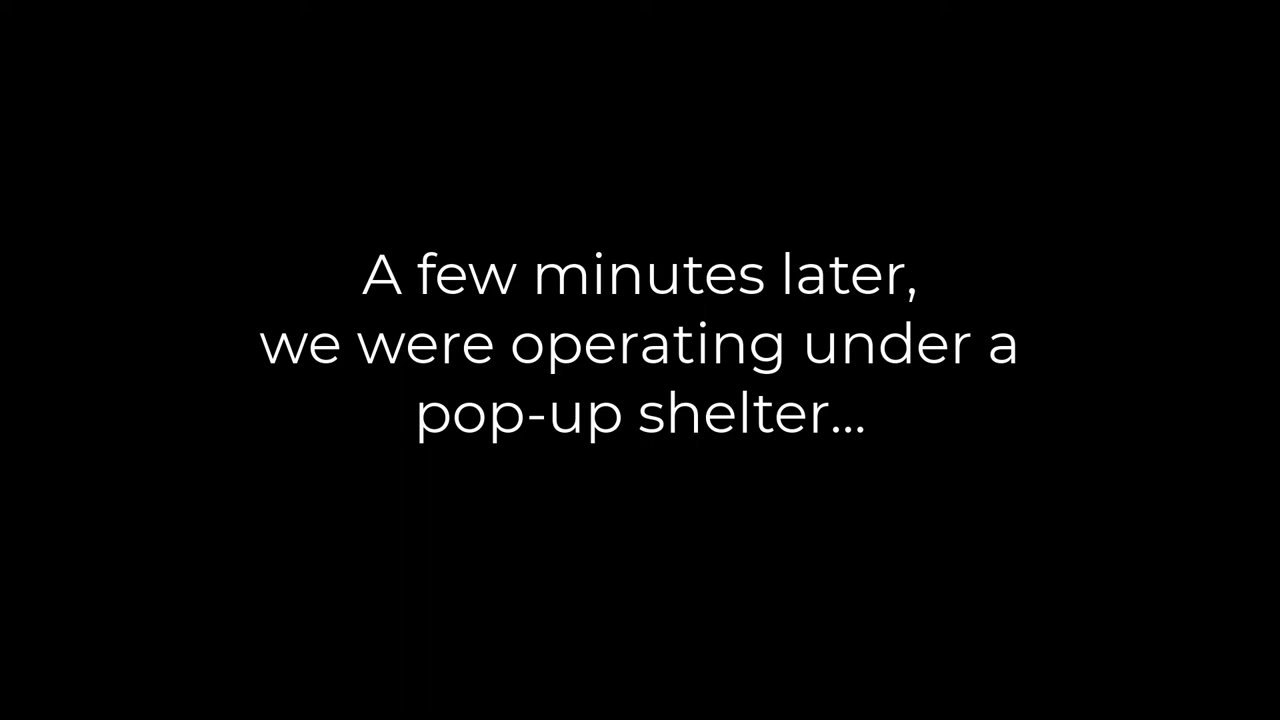 A few minutes later,
we were operating under a
pop-up shelter...